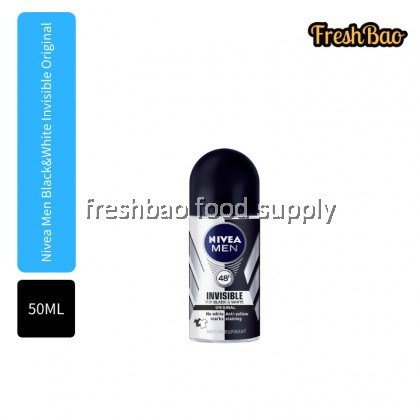 FreshBao
Nivea Men Black&White Invisible Original
50ML
freshbao food supply
NIVEA
MEN
48h
INVISIBLE
FOR BLACK & WHITE
ORIGINAL
No white Anti-yellow
marks staining
ANTI-PERSPIRANT